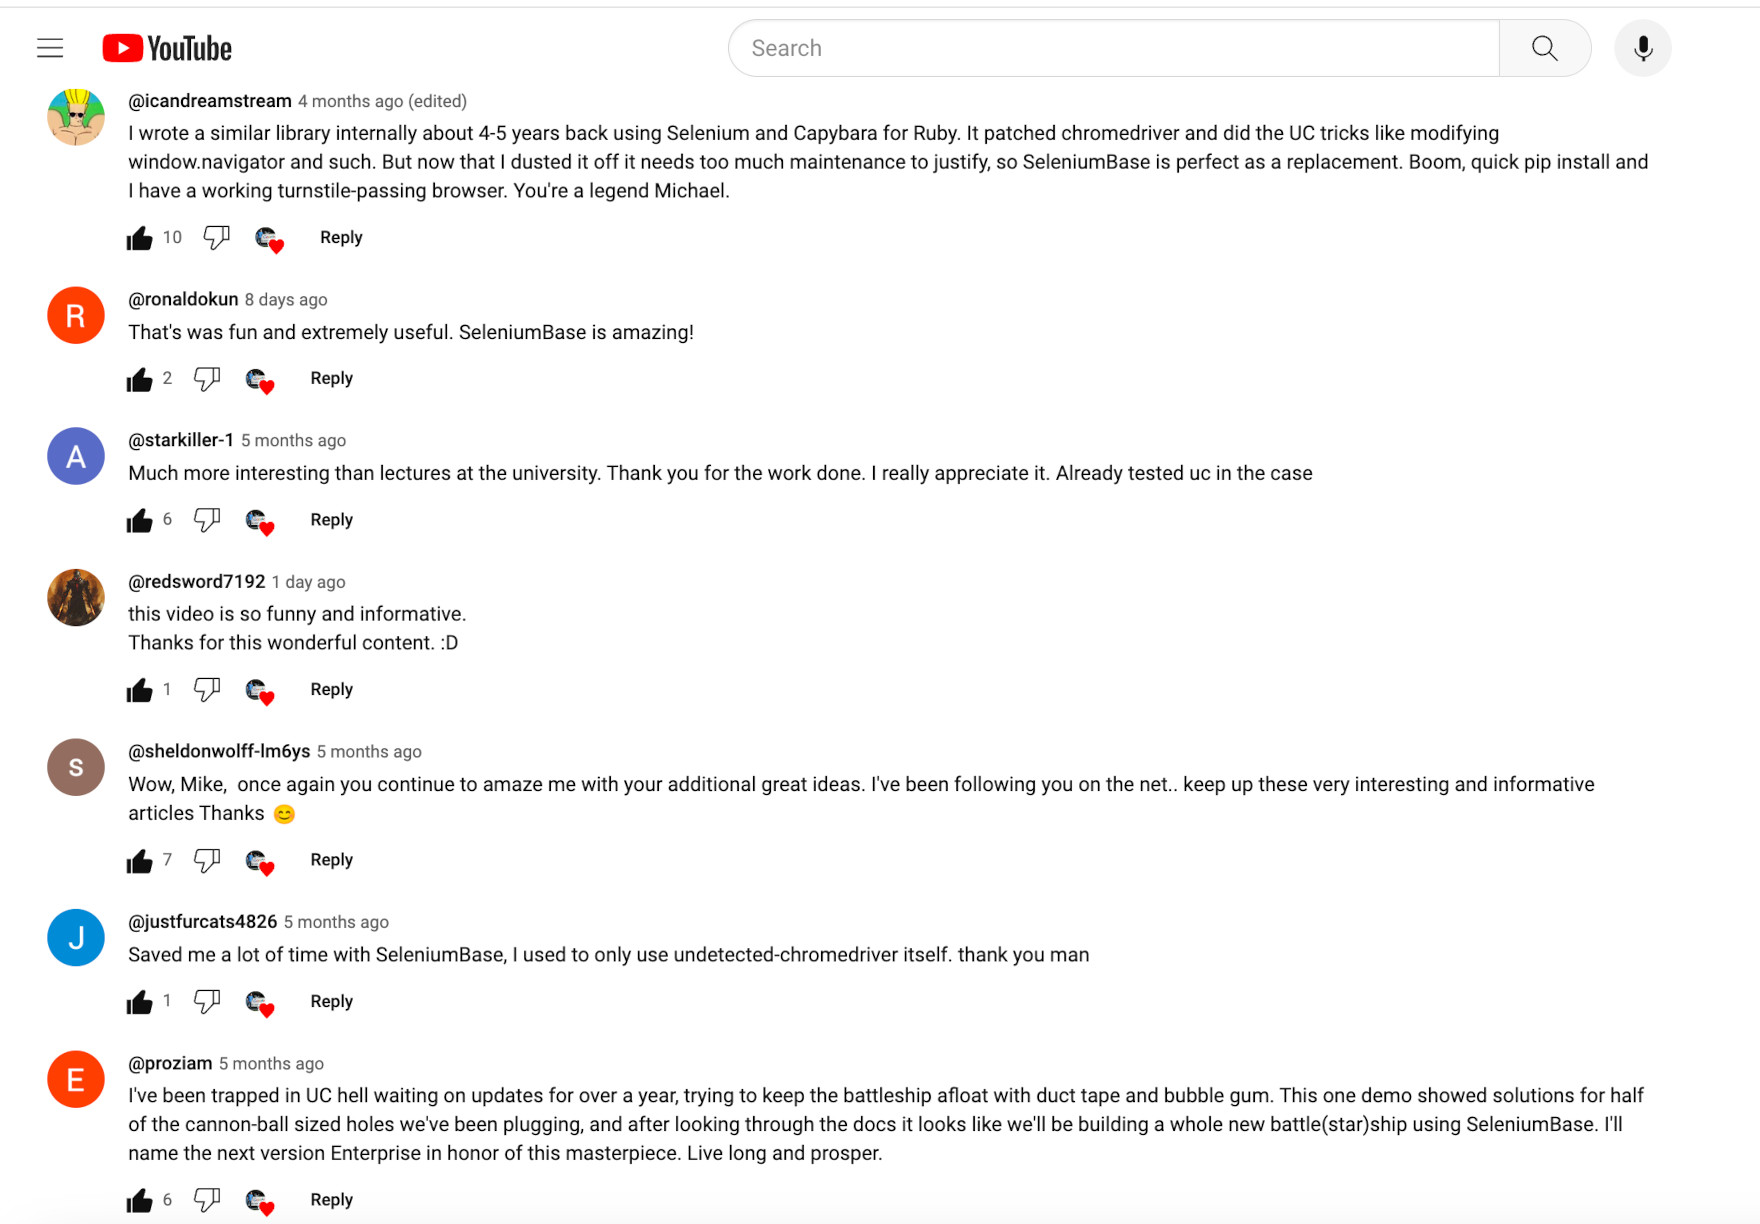 YouTube
Search
@icandreamstream 4 months ago (edited)
I wrote a similar library internally about 4-5 years back using Selenium and Capybara for Ruby. It patched chromedriver and did the UC tricks like modifying
window.navigator and such. But now that I dusted it off it needs too much maintenance to justify, so SeleniumBase is perfect as a replacement. Boom, quick pip install and
I have a working turnstile-passing browser. You're a legend Michael.
10 Reply
R
@ronaldokun 8 days ago
That's was fun and extremely useful. SeleniumBase is amazing!
2 Reply
A
@starkiller-1 5 months ago
Much more interesting than lectures at the university. Thank you for the work done. I really appreciate it. Already tested uc in the case
6 Reply
@redsword7192 1 day ago
this video is so funny and informative.
Thanks for this wonderful content. :D
1 Reply
S
@sheldonwolff-lm6ys 5 months ago
Wow, Mike,  once again you continue to amaze me with your additional great ideas. I've been following you on the net.. keep up these very interesting and informative
articles Thanks 😊
7 Reply
J
@justfurcats4826 5 months ago
Saved me a lot of time with SeleniumBase, I used to only use undetected-chromedriver itself. thank you man
1 Reply
E
@proziam 5 months ago
I've been trapped in UC hell waiting on updates for over a year, trying to keep the battleship afloat with duct tape and bubble gum. This one demo showed solutions for half
of the cannon-ball sized holes we've been plugging, and after looking through the docs it looks like we'll be building a whole new battle(star)ship using SeleniumBase. I'll
name the next version Enterprise in honor of this masterpiece. Live long and prosper.
6 Reply